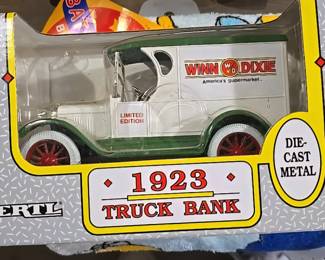 WINN DIXIE
America's supermarket.
LIMITED
EDITION
DIE-
CAST
METAL
1923
ERTL
TRUCK BANK